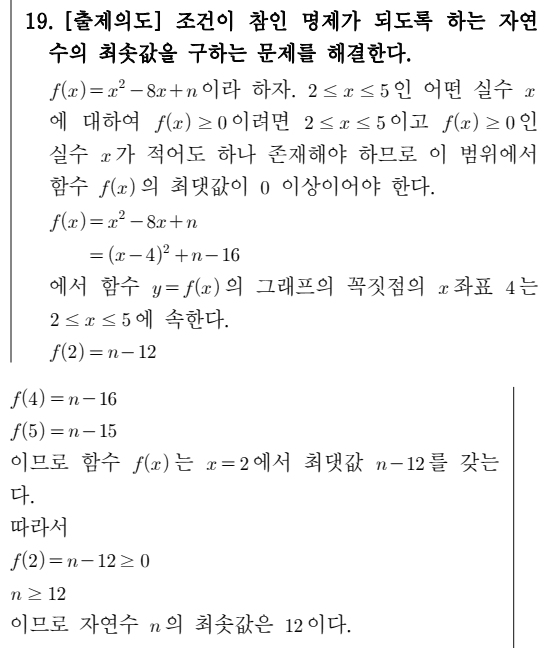 19. [출제의도] 조건이 참인 명제가 되도록 하는 자연
수의 최솟값을 구하는 문제를 해결한다.
f(x)=x²-8x+n이라 하자. 2≤x≤5인 어떤 실수 x
에 대하여 f(x)≥0이려면 2≤x≤5이고 f(x)≥0인
실수 x가 적어도 하나 존재해야 하므로 이 범위에서
함수 f(x)의 최댓값이 0 이상이어야 한다.
f(x)=x²-8x+n
=(x-4)²+n-16
에서 함수 y=f(x)의 그래프의 꼭짓점의 x좌표 4는
2≤x≤5에 속한다.
f(2)=n-12
f(4)=n-16
f(5)=n-15
이므로 함수 f(x)는 x=2에서 최댓값 n-12를 갖는
다.
따라서
f(2)=n-12≥0
n≥12
이므로 자연수 n의 최솟값은 12이다.